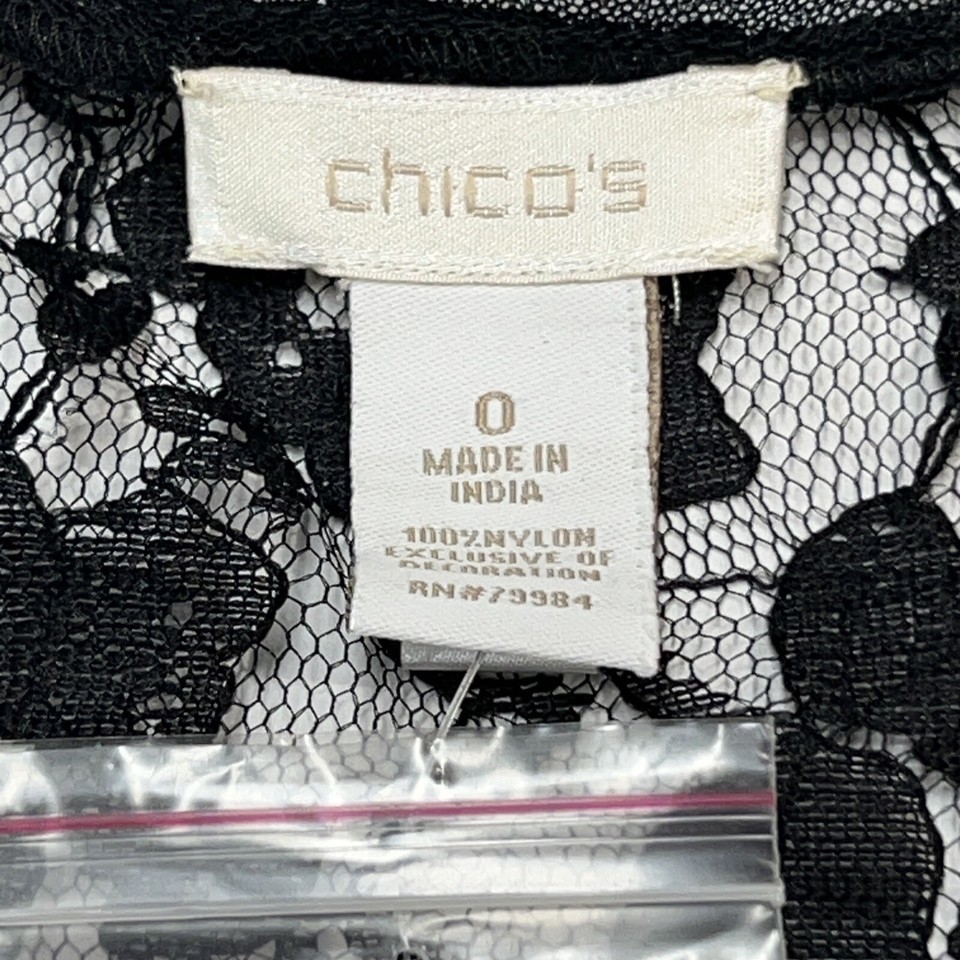 chico's
0
MADE IN
INDIA
100%NYLON
EXCLUSIVE OF
DECORATION
RN#79984